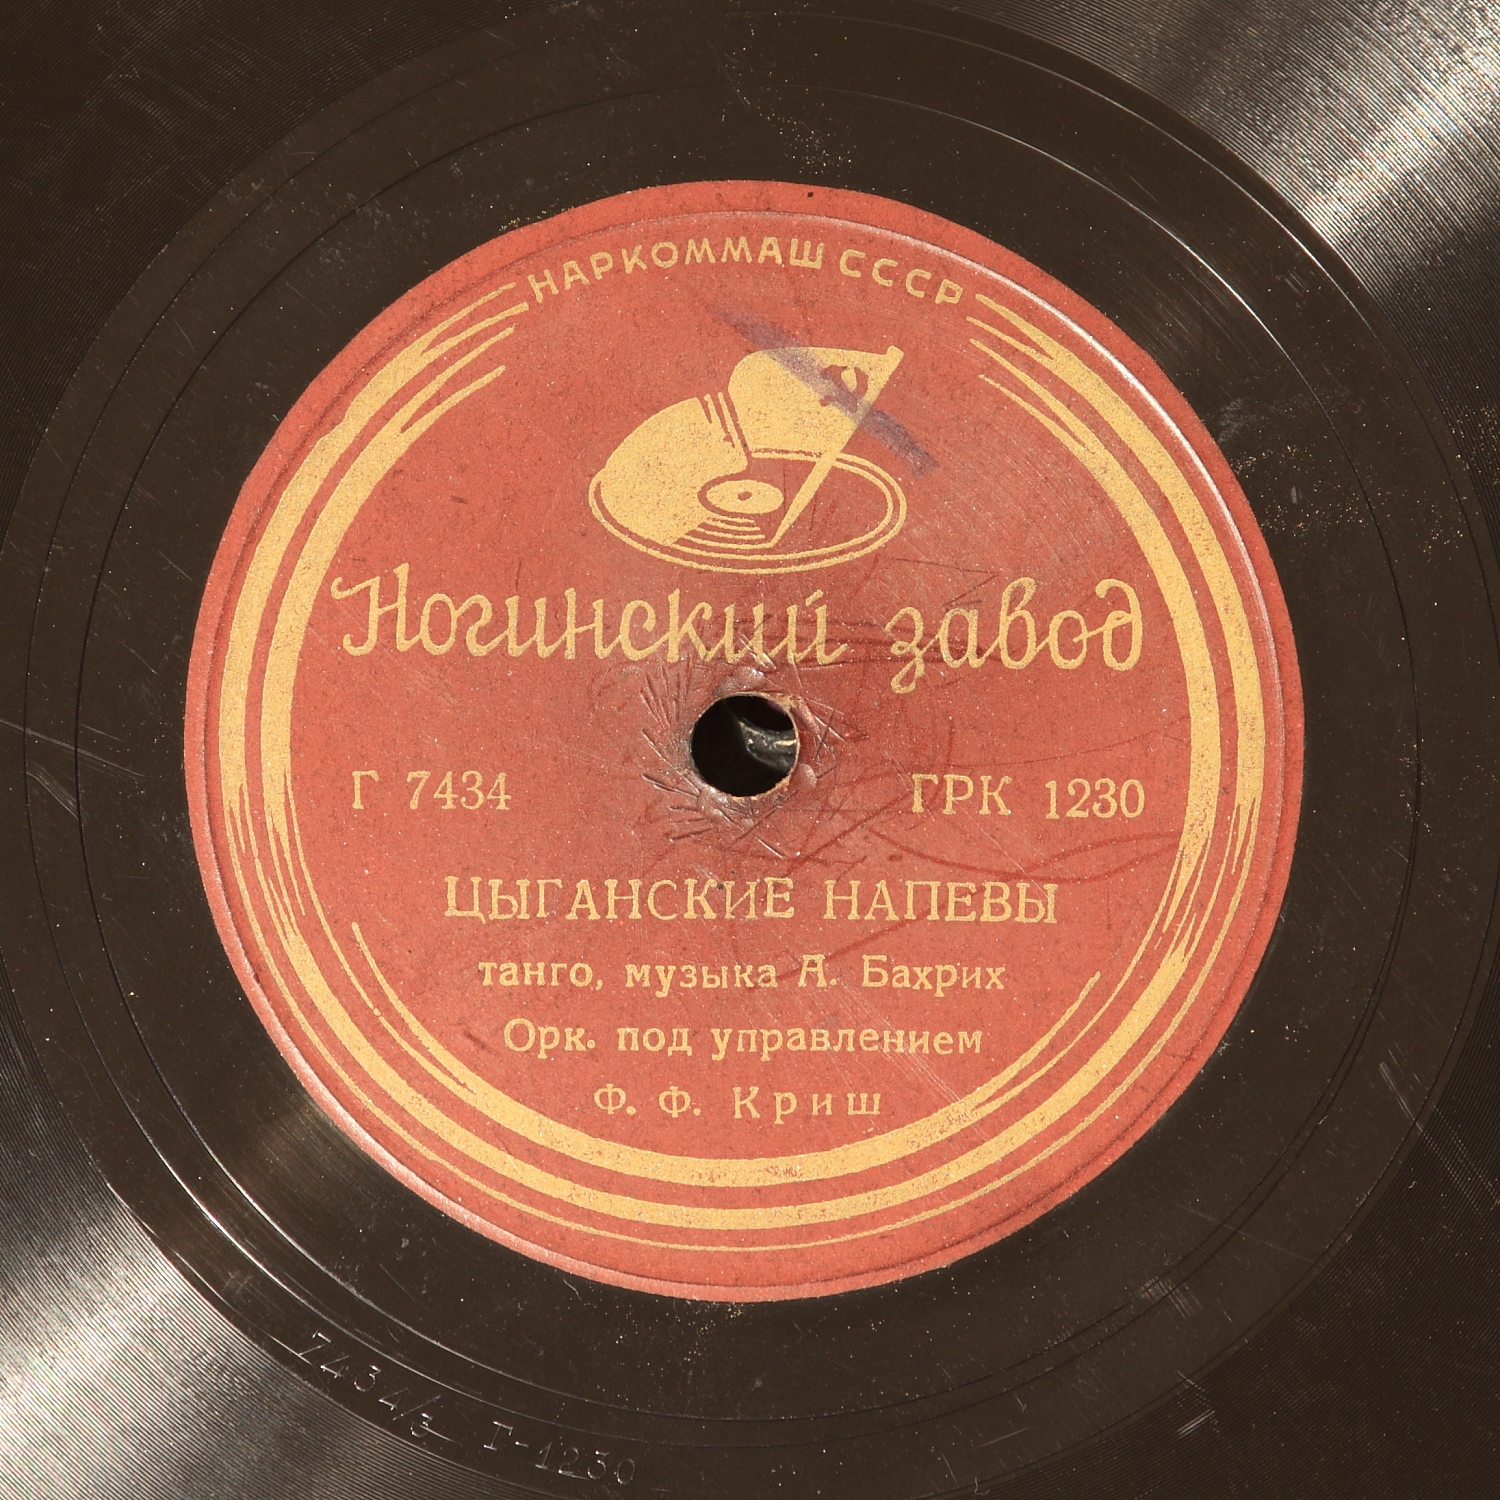 НАРКОММАШ СССР
Ногинский завод
Г 7434 ГРК 1230
ЦЫГАНСКИЕ НАПЕВЫ
танго, музыка А. Бахрих
Орк. под управлением
Ф. Ф. Криш
7434/3 Г-1230